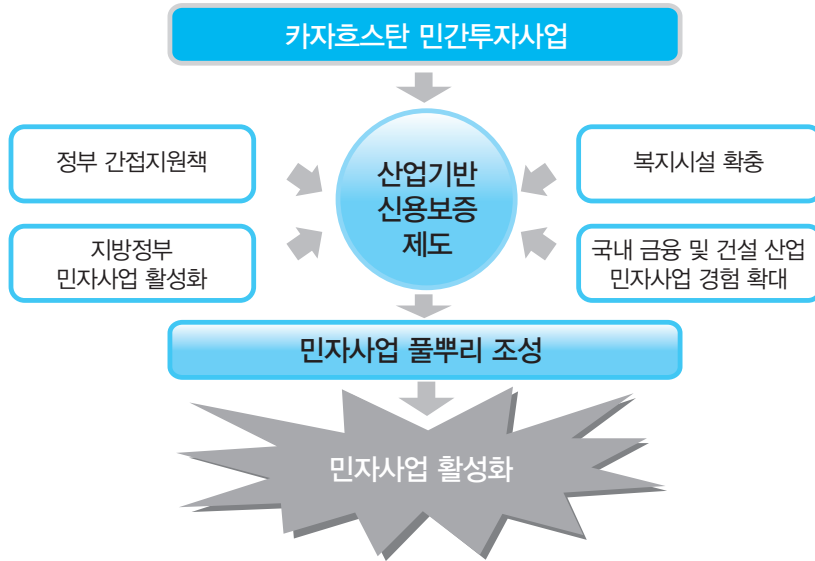 카자흐스탄 민간투자사업
정부 간접지원책
산업기반
신용보증
제도
복지시설 확충
지방정부
민자사업 활성화
국내 금융 및 건설 산업
민자사업 경험 확대
민자사업 풀뿌리 조성
민자사업 활성화